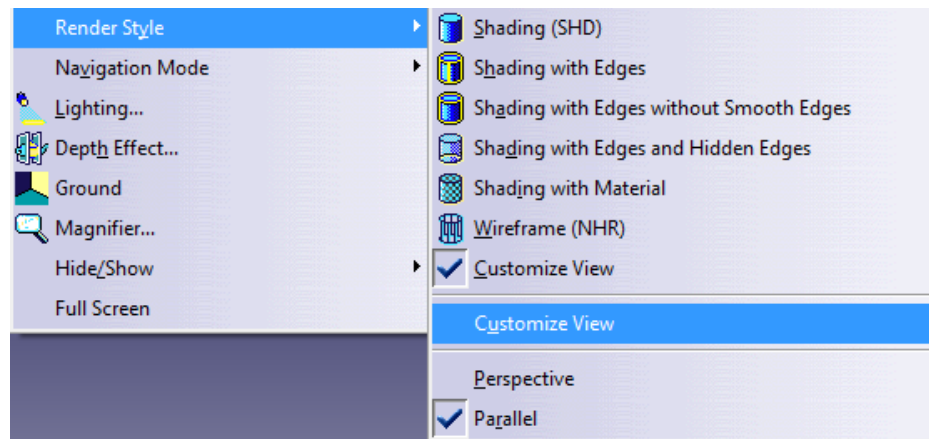 Render Style
Navigation Mode
Lighting...
Depth Effect...
Ground
Magnifier...
Hide/Show
Full Screen
Shading (SHD)
Shading with Edges
Shading with Edges without Smooth Edges
Shading with Edges and Hidden Edges
Shading with Material
Wireframe (NHR)
Customize View
Customize View
Perspective
Parallel